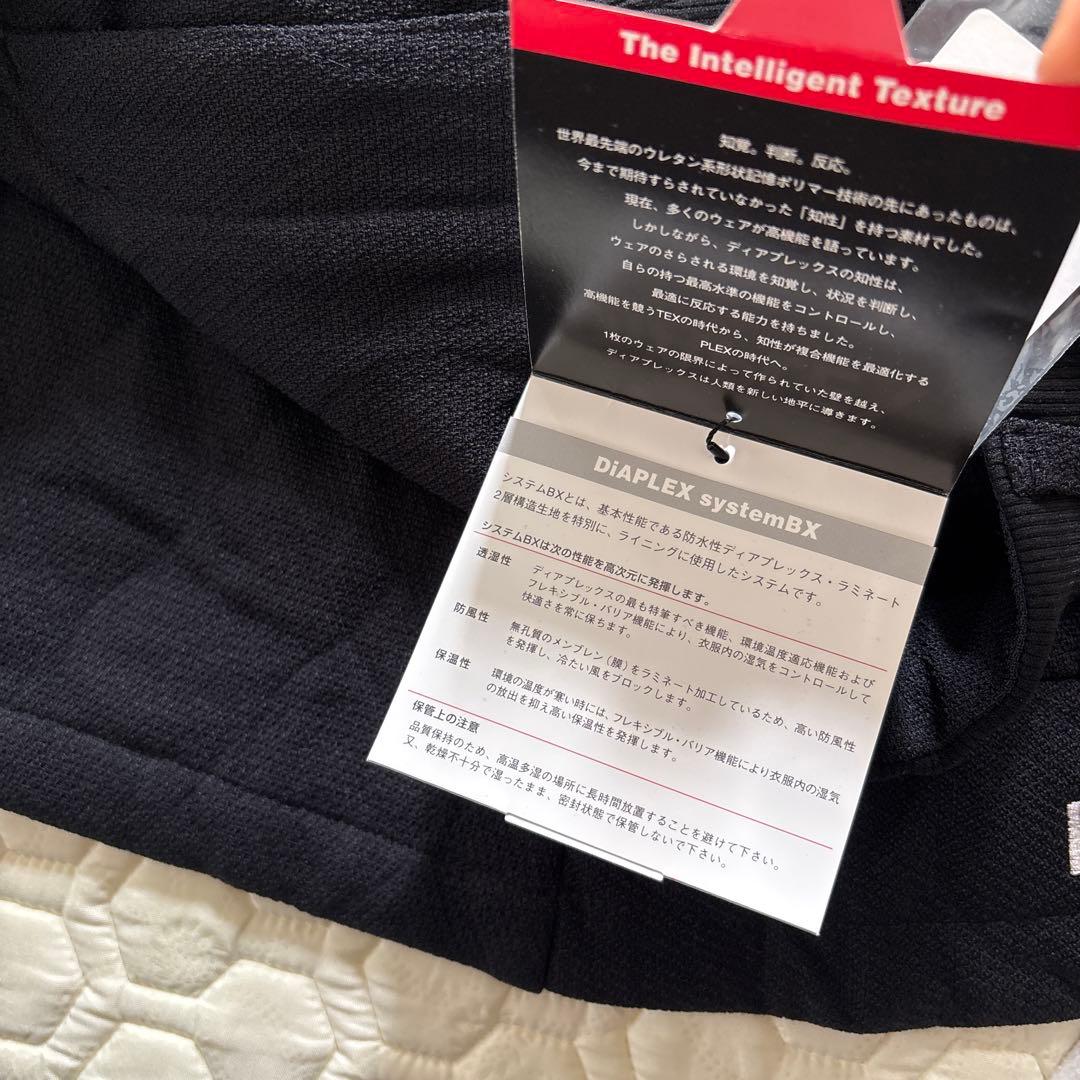 The Intelligent Texture
知覚。判断。反応。
世界最先端のウレタン系形状記憶ポリマー技術の先にあったものは、
今まで期待すらされていなかった「知性」を持つ素材でした。
現在、多くのウェアが高機能を語っています。
しかしながら、ディアプレックスの知性は、
ウェアのさらされる環境を知覚し、状況を判断し、
自らの持つ最高水準の機能をコントロールし、
最適に反応する能力を持ちました。
高機能を競うTEXの時代から、知性が複合機能を最適化する
PLEXの時代へ。
1枚のウェアの限界によって作られていた壁を越え、
ディアプレックスは人類を新しい地平に導きます。
DiAPLEX systemBX
システムBXとは、基本性能である防水性ディアプレックス・ラミネート
2層構造生地を特別に、ライニングに使用したシステムです。
システムBXは次の性能を高次元に発揮します。
透湿性
ディアプレックスの最も特筆すべき機能、環境温度適応機能および
フレキシブル・バリア機能により、衣服内の湿気をコントロールして
快適さを常に保ちます。
防風性
無孔質のメンブレン(膜)をラミネート加工しているため、高い防風性
を発揮し、冷たい風をブロックします。
保温性
環境の温度が寒い時には、フレキシブル・バリア機能により衣服内の湿気
の放出を抑え高い保温性を発揮します。
保管上の注意
品質保持のため、高温多湿の場所に長時間放置することを避けて下さい。
又、乾燥不十分で湿ったまま、密封状態で保管しないで下さい。